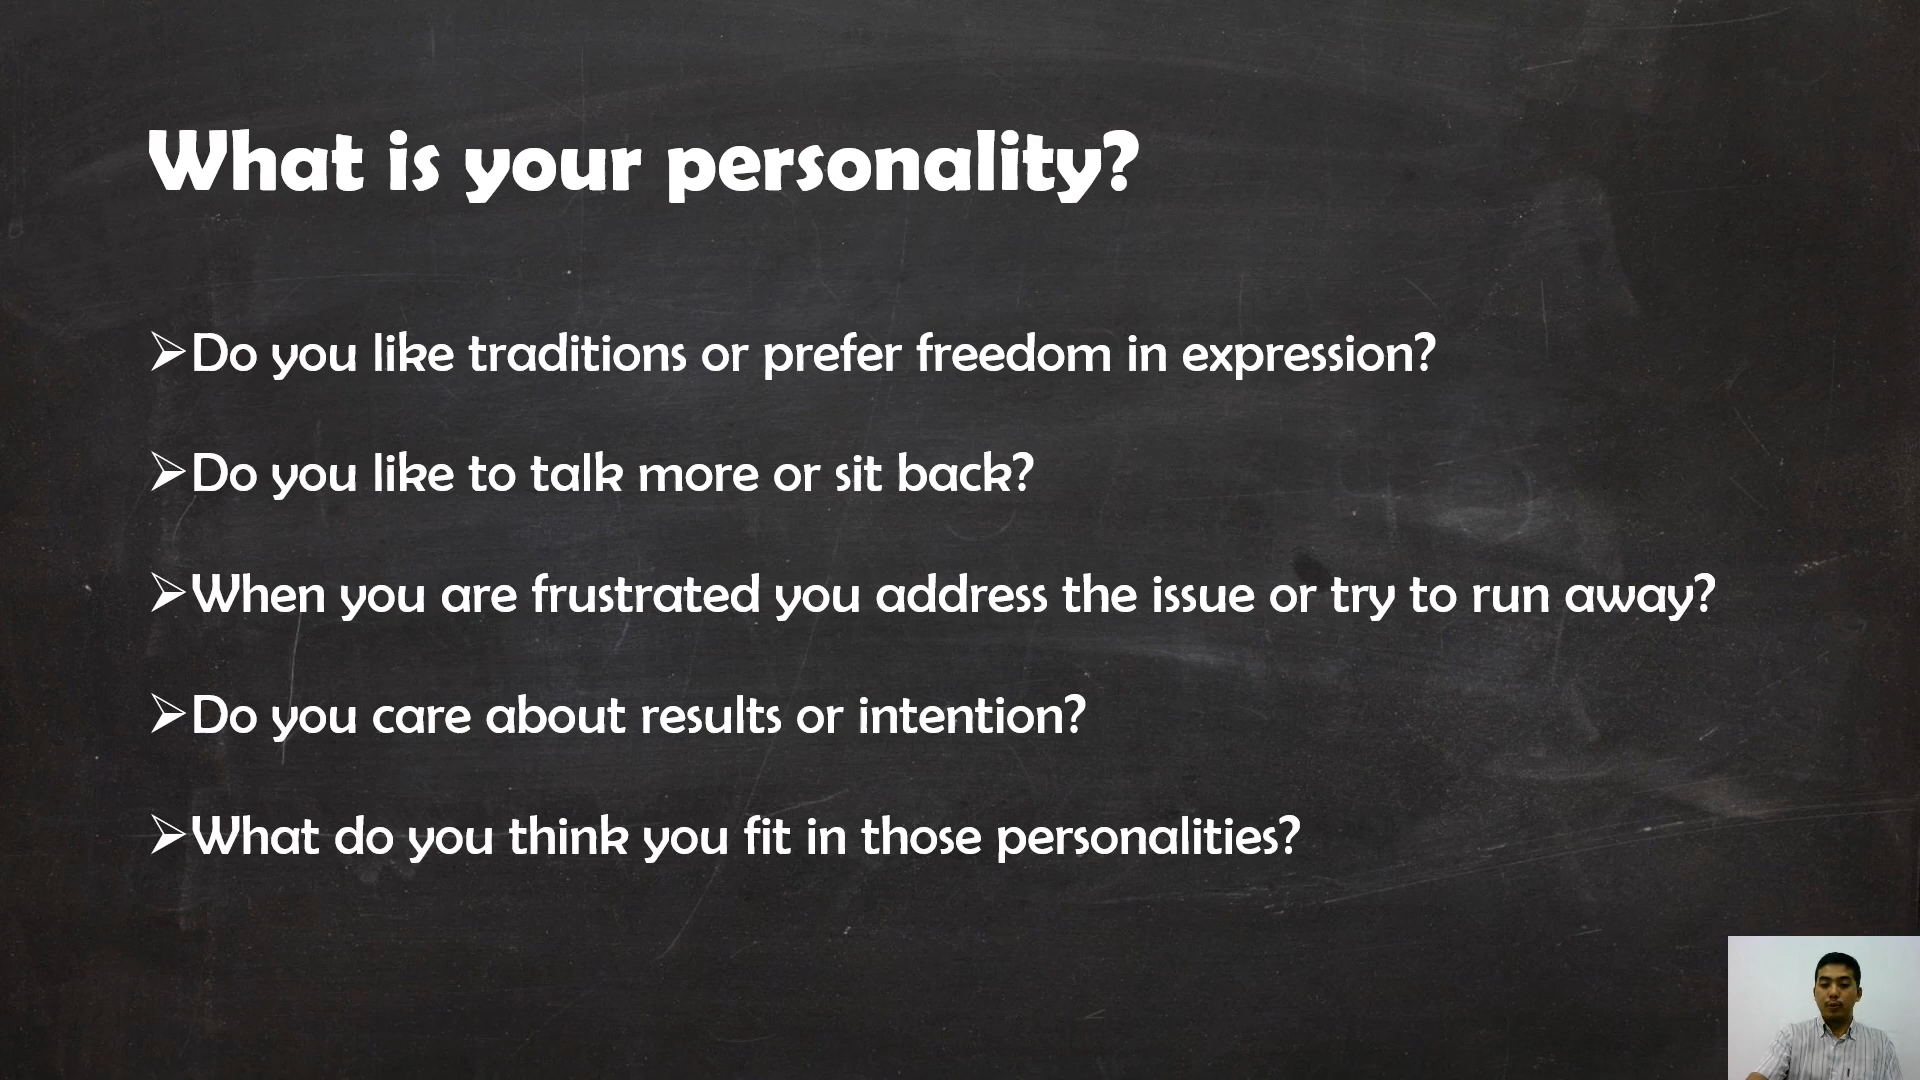 What is your personality?
➢Do you like traditions or prefer freedom in expression?
➢Do you like to talk more or sit back?
➢When you are frustrated you address the issue or try to run away?
➢Do you care about results or intention?
➢What do you think you fit in those personalities?